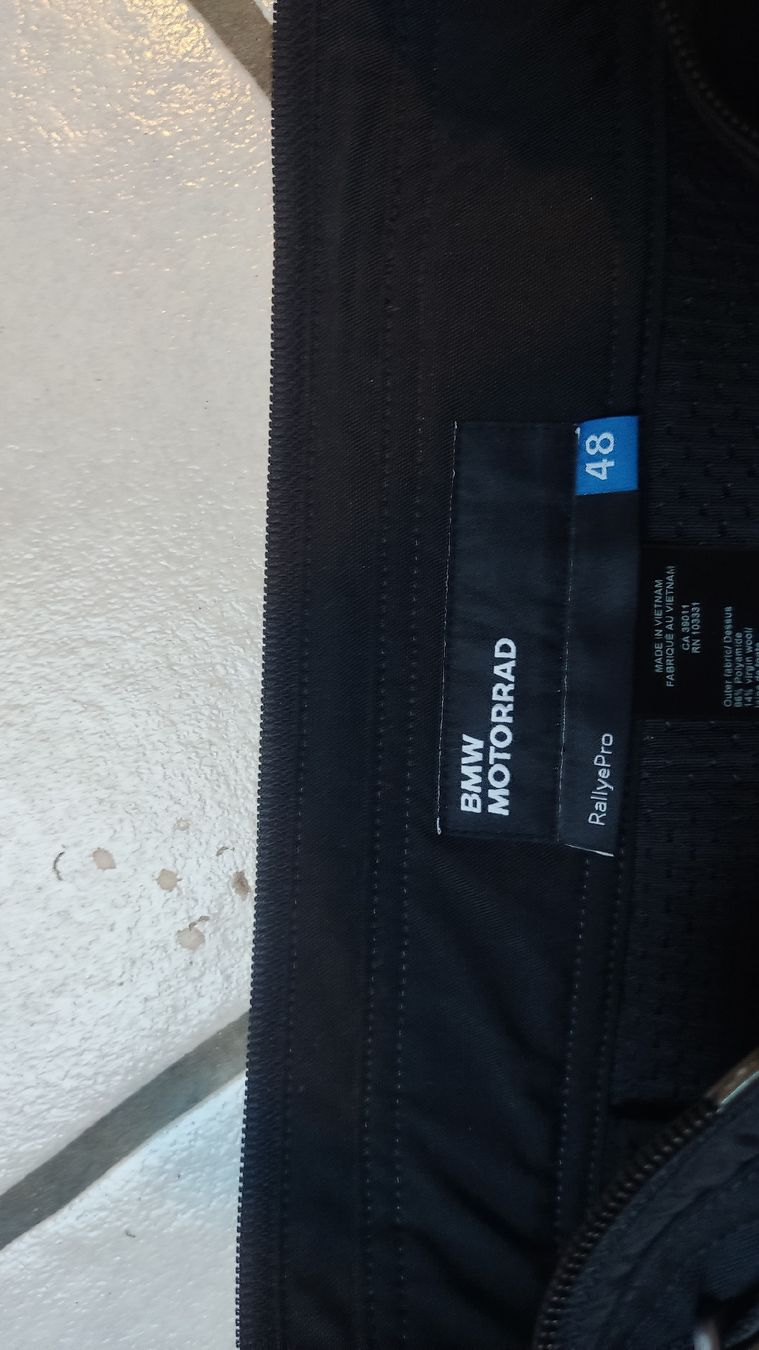 BMW
MOTORRAD
RallyePro
48
MADE IN VIETNAM
FABRIQUÉ AU VIETNAM
CA 39011
RN 103331
Outer fabric/ Dessus
86% Polyamide
14% virgin wool/